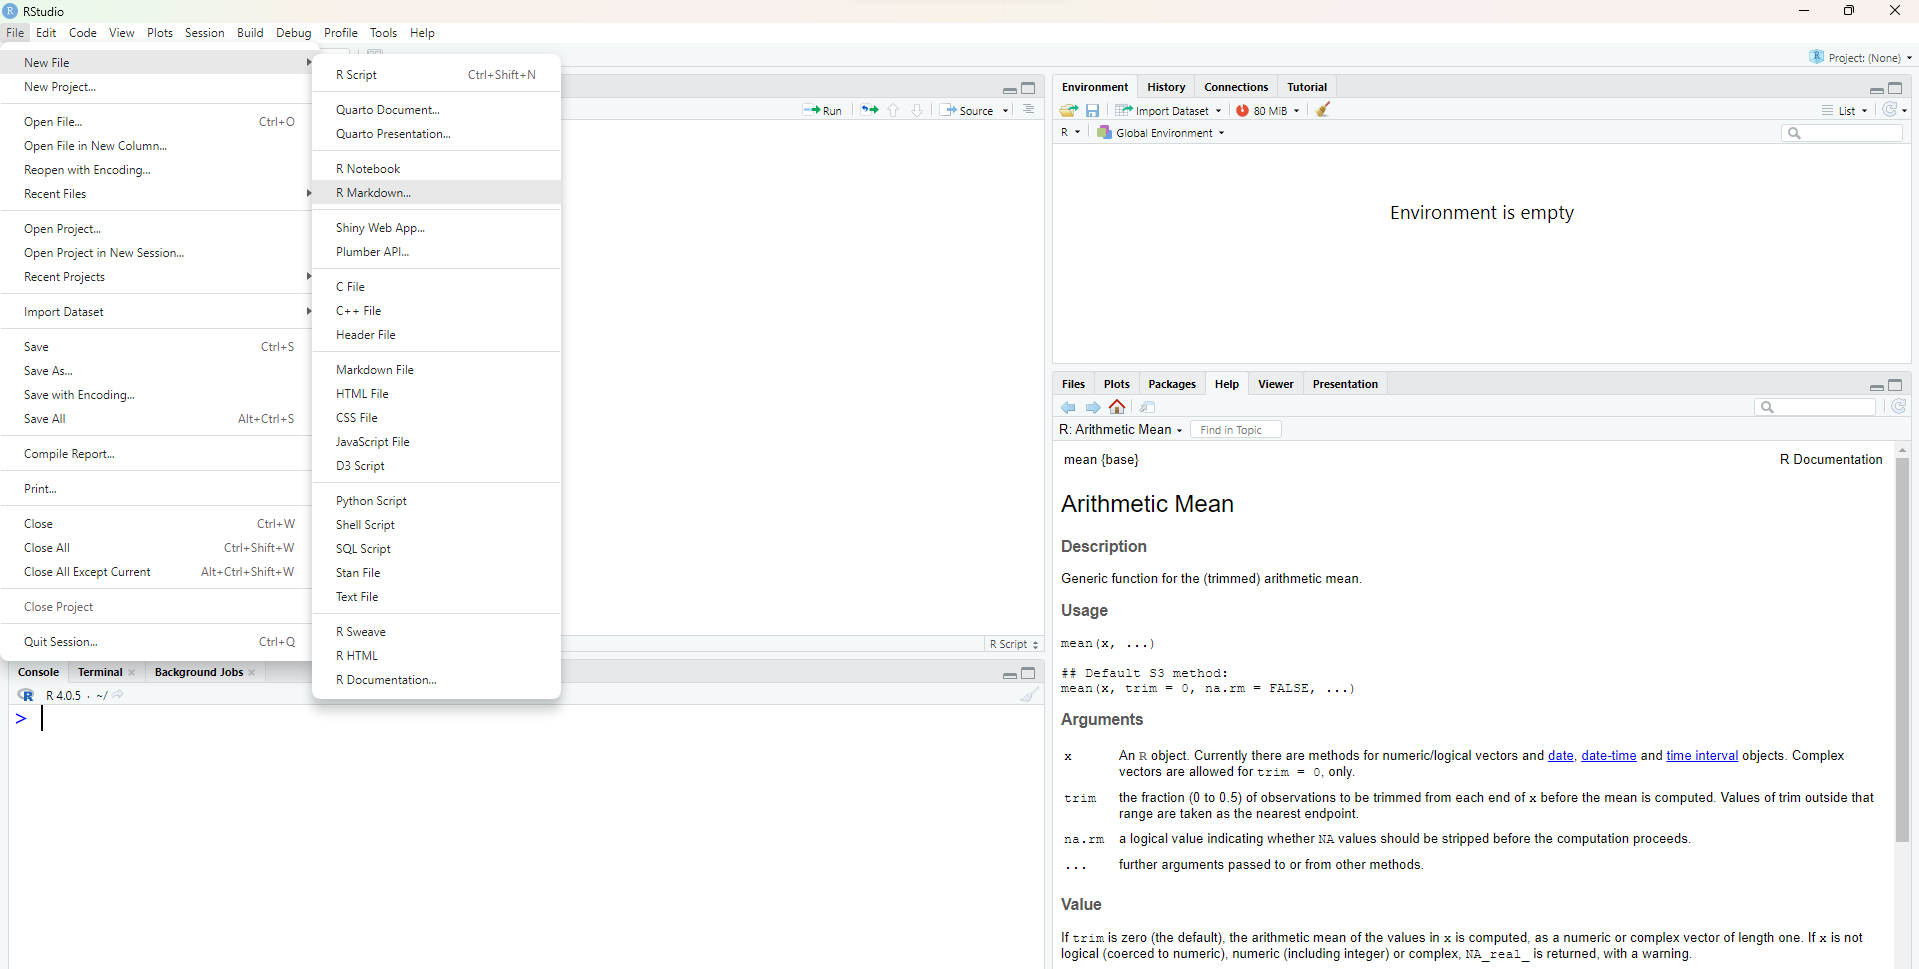 RStudio
File Edit Code View Plots Session Build Debug Profile Tools Help
Project: (None)
New File
New Project...
Open File... Ctrl+O
Open File in New Column...
Reopen with Encoding...
Recent Files
Open Project...
Open Project in New Session...
Recent Projects
Import Dataset
Save Ctrl+S
Save As...
Save with Encoding...
Save All Alt+Ctrl+S
Compile Report...
Print...
Close Ctrl+W
Close All Ctrl+Shift+W
Close All Except Current Alt+Ctrl+Shift+W
Close Project
Quit Session... Ctrl+Q
R Script Ctrl+Shift+N
Quarto Document...
Quarto Presentation...
R Notebook
R Markdown...
Shiny Web App...
Plumber API...
C File
C++ File
Header File
Markdown File
HTML File
CSS File
JavaScript File
D3 Script
Python Script
Shell Script
SQL Script
Stan File
Text File
R Sweave
R HTML
R Documentation...
Run Source
R Script
Console Terminal Background Jobs
R 4.0.5 · ~/
>
Environment History Connections Tutorial
Import Dataset 80 MiB List
R Global Environment
Environment is empty
Files Plots Packages Help Viewer Presentation
R: Arithmetic Mean Find in Topic
mean {base} R Documentation
Arithmetic Mean
Description
Generic function for the (trimmed) arithmetic mean.
Usage
mean(x, ...)
## Default S3 method:
mean(x, trim = 0, na.rm = FALSE, ...)
Arguments
x An R object. Currently there are methods for numeric/logical vectors and date, date-time and time interval objects. Complex
vectors are allowed for trim = 0, only.
trim the fraction (0 to 0.5) of observations to be trimmed from each end of x before the mean is computed. Values of trim outside that
range are taken as the nearest endpoint.
na.rm a logical value indicating whether NA values should be stripped before the computation proceeds.
... further arguments passed to or from other methods.
Value
If trim is zero (the default), the arithmetic mean of the values in x is computed, as a numeric or complex vector of length one. If x is not
logical (coerced to numeric), numeric (including integer) or complex, NA_real_ is returned, with a warning.